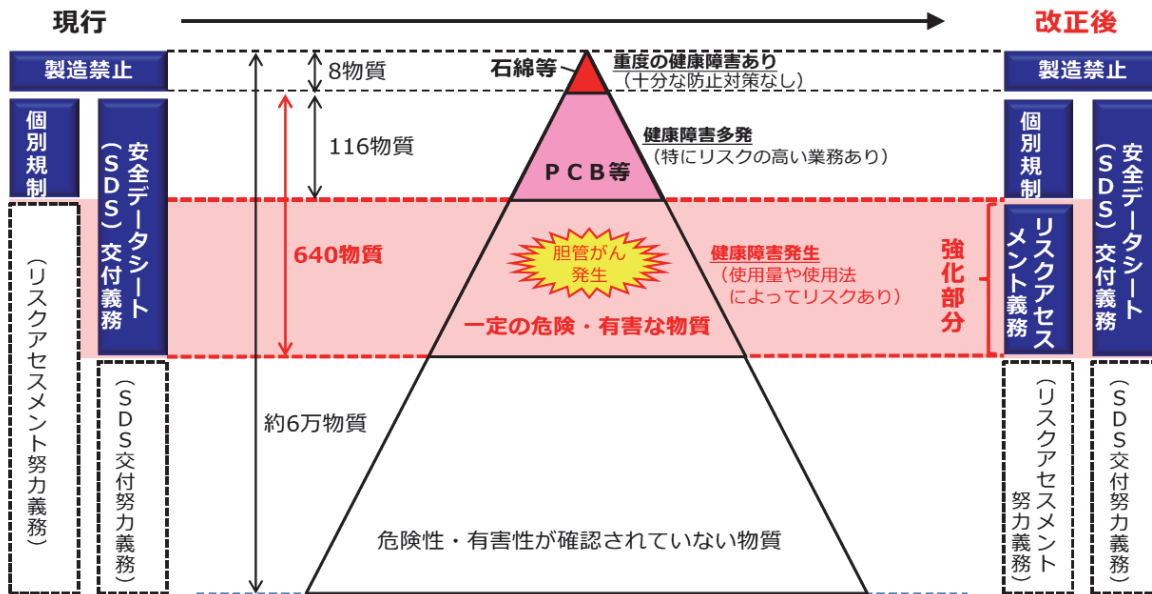 現行
改正後
製造禁止
個別規制
安全データシート
（SDS）交付義務
（リスクアセスメント努力義務）
（SDS交付努力義務）
8物質
116物質
640物質
約6万物質
石綿等
重度の健康障害あり
（十分な防止対策なし）
ＰＣＢ等
健康障害多発
（特にリスクの高い業務あり）
胆管がん
発生
健康障害発生
（使用量や使用法
によってリスクあり）
一定の危険・有害な物質
危険性・有害性が確認されていない物質
強化部分
製造禁止
個別規制
リスクアセス
メント義務
安全データシート
（SDS）交付義務
（リスクアセスメント
努力義務）
（SDS交付努力義務）